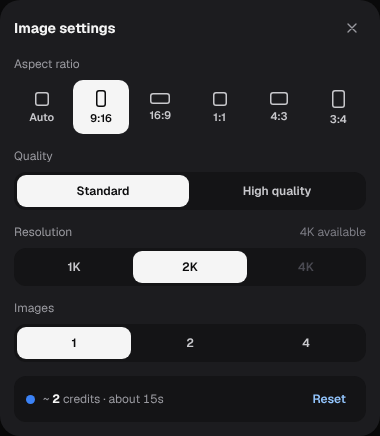 Image settings
Aspect ratio
Auto 9:16 16:9 1:1 4:3 3:4
Quality
Standard High quality
Resolution 4K available
1K 2K 4K
Images
1 2 4
~ 2 credits · about 15s Reset